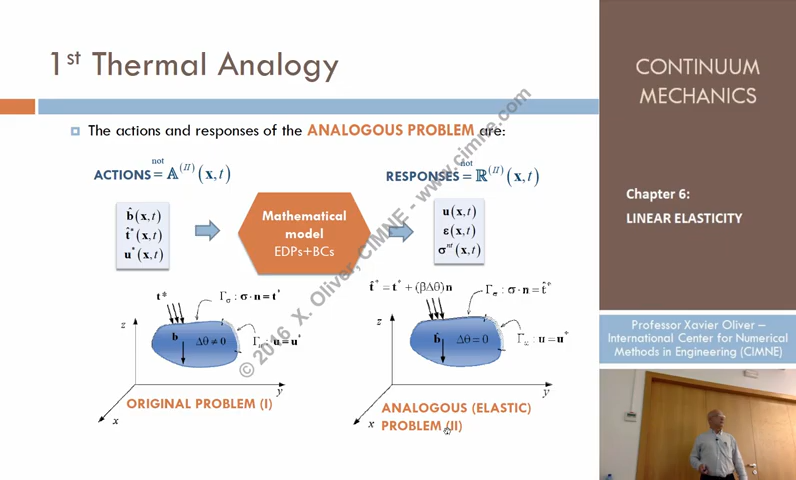 1st Thermal Analogy
The actions and responses of the ANALOGOUS PROBLEM are:
ACTIONS not= 𝔸^(II)(x,t)
RESPONSES not= ℝ^(II)(x,t)
b̂(x,t)
t̂*(x,t)
u*(x,t)
Mathematical
model
EDPs+BCs
u(x,t)
ε(x,t)
σ^nt(x,t)
t*
Γσ : σ·n = t*
z
b
Δθ ≠ 0
Γu : u = u*
y
x
ORIGINAL PROBLEM (I)
t̂* = t* + (βΔθ)n
Γσ : σ·n = t̂*
z
b̂
Δθ = 0
Γu : u = u*
y
x
ANALOGOUS (ELASTIC)
PROBLEM (II)
© 2016 X. Oliver, CIMNE - www.cimne.com
CONTINUUM
MECHANICS
Chapter 6:
LINEAR ELASTICITY
Professor Xavier Oliver –
International Center for Numerical
Methods in Engineering (CIMNE)